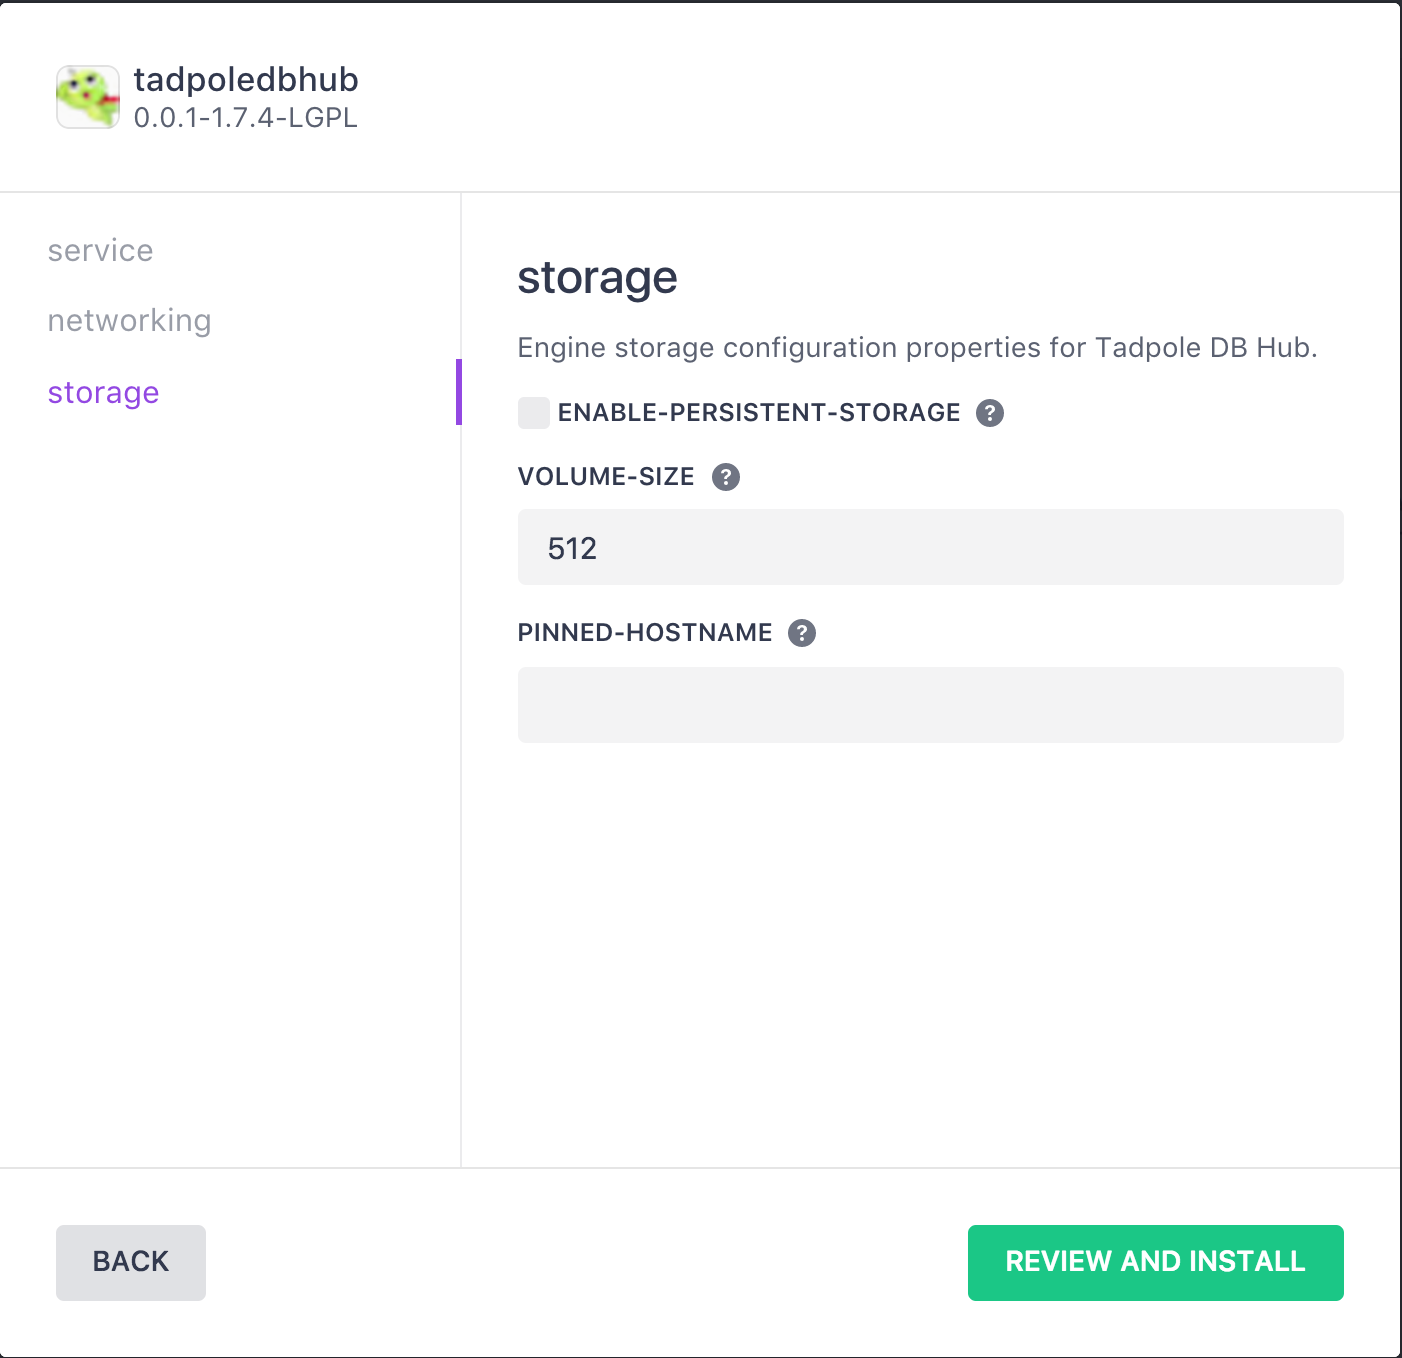 tadpoledbhub
0.0.1-1.7.4-LGPL
service
networking
storage
storage
Engine storage configuration properties for Tadpole DB Hub.
ENABLE-PERSISTENT-STORAGE ?
VOLUME-SIZE ?
512
PINNED-HOSTNAME ?
BACK
REVIEW AND INSTALL